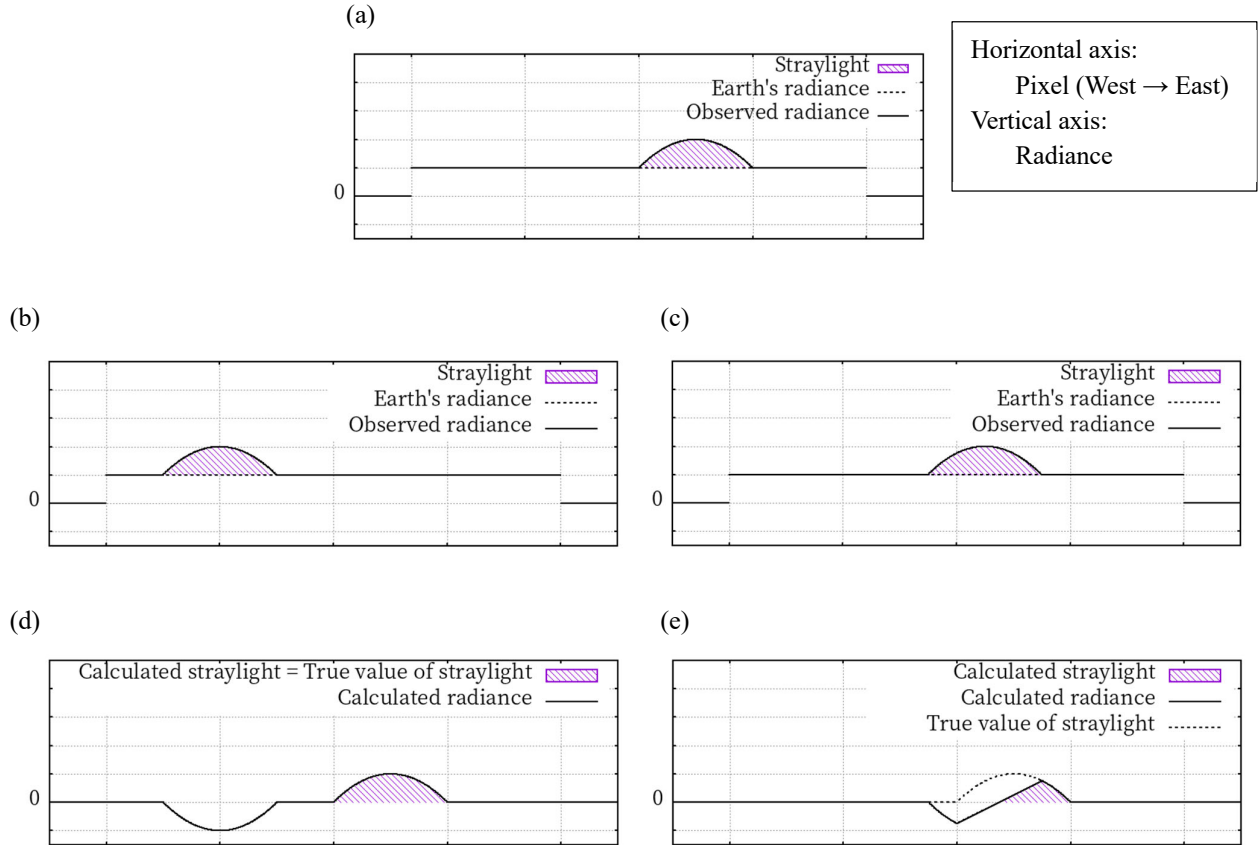 (a)
Straylight
Earth's radiance
Observed radiance
0
Horizontal axis:
Pixel (West → East)
Vertical axis:
Radiance
(b)
Straylight
Earth's radiance
Observed radiance
0
(c)
Straylight
Earth's radiance
Observed radiance
0
(d)
Calculated straylight = True value of straylight
Calculated radiance
0
(e)
Calculated straylight
Calculated radiance
True value of straylight
0